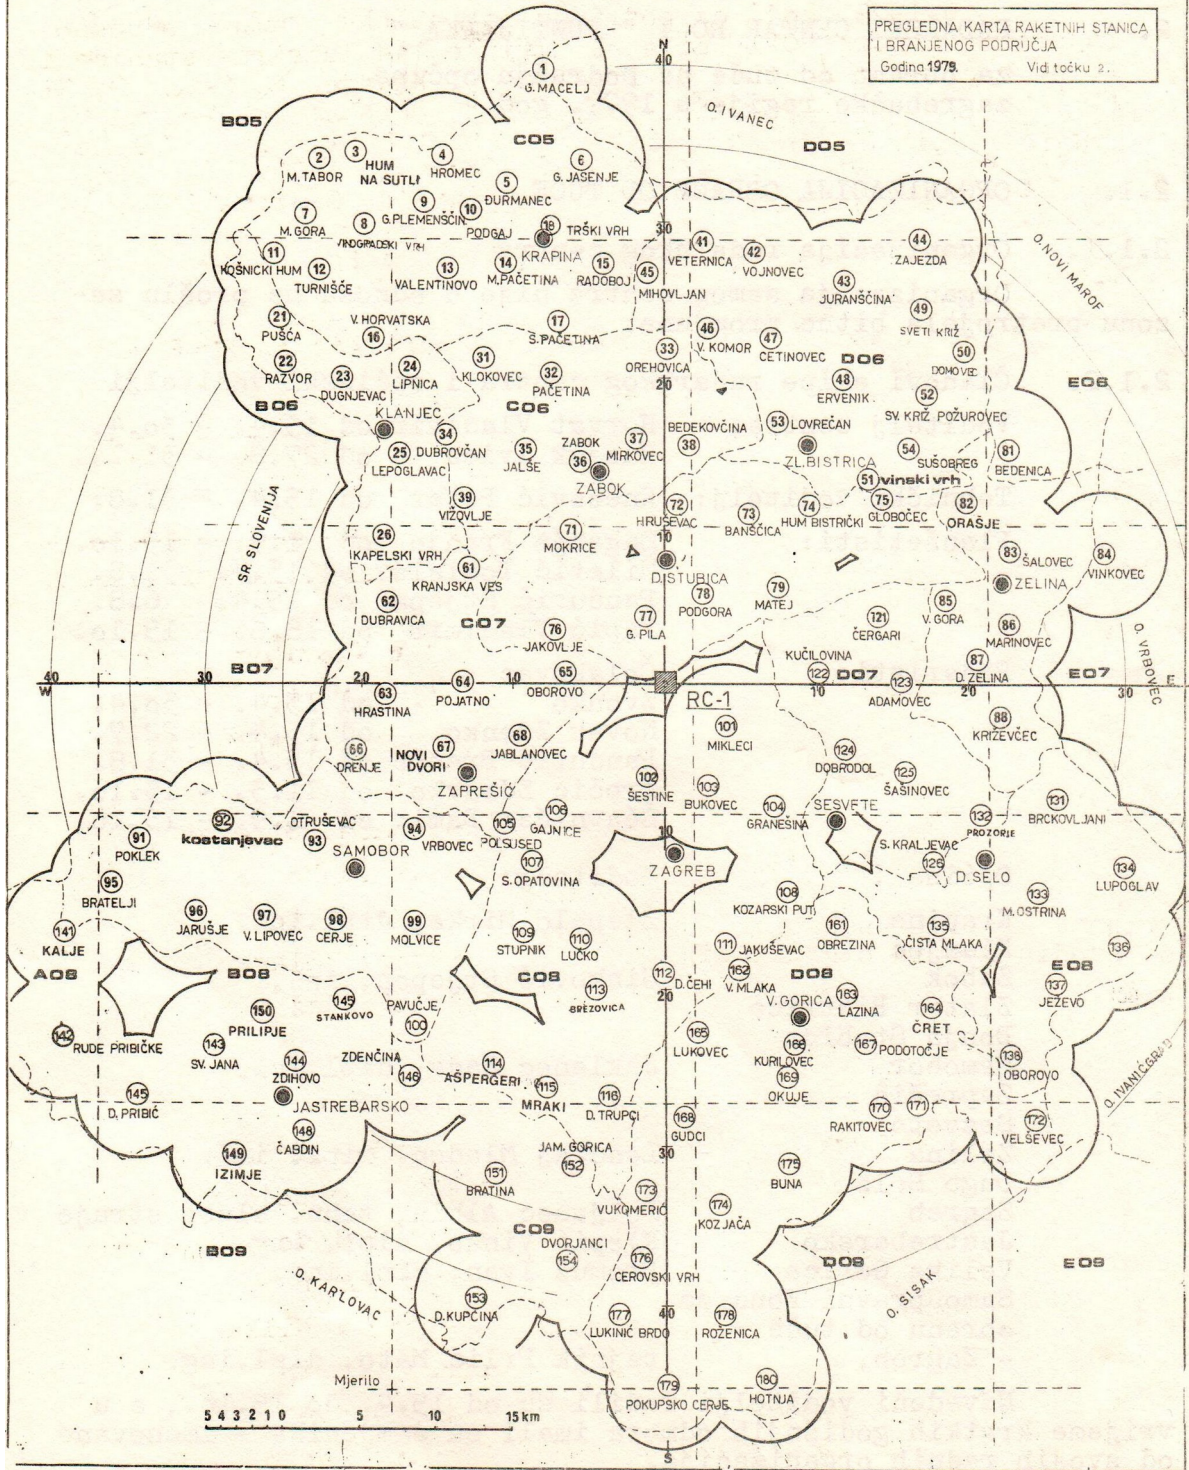 PREGLEDNA KARTA RAKETNIH STANICA
I BRANJENOG PODRUČJA
Godina 1979. Vidi točku 2.
N
40
1
G. MACELJ
O. IVANEC
B05
C05
D05
2
M. TABOR
3
HUM
NA SUTLI
4
HROMEC
5
ĐURMANEC
6
G. JASENJE
7
M. GORA
8
VINOGRADSKI VRH
9
G. PLEMENŠČIN
10
PODGAJ
18
TRŠKI VRH
KRAPINA
30
41
VETERNICA
42
VOJNOVEC
44
ZAJEZDA
O. NOVI MAROF
11
KOŠNIČKI HUM
12
TURNIŠČE
13
VALENTINOVO
14
M. PAČETINA
15
RADOBOJ
45
MIHOVLJAN
43
JURANŠČINA
49
SVETI KRIŽ
21
PUŠĆA
V. HORVATSKA
16
17
S. PAČETINA
33
OREHOVICA
46
V. KOMOR
47
CETINOVEC
D06
50
DOMOVEC
22
RAZVOR
23
DUGNJEVAC
24
LIPNICA
31
KLOKOVEC
32
PAČETINA
20
48
ERVENIK
52
SV. KRIŽ POŽUROVEC
E06
B06
KLANJEC
C06
34
DUBROVČAN
25
LEPOGLAVAC
35
JALŠE
ZABOK
36
ZABOK
37
MIRKOVEC
BEDEKOVČINA
38
53
LOVREČAN
ZL. BISTRICA
54
SUŠOBREG
81
BEDENICA
51
vinski vrh
39
VIŽOVLJE
72
HRUŠEVAC
73
BANŠČICA
74
HUM BISTRIČKI
75
GLOBOČEC
82
ORAŠJE
SR. SLOVENIJA
26
KAPELSKI VRH
71
MOKRICE
10
61
KRANJSKA VES
D. STUBICA
83
ŠALOVEC
ZELINA
84
VINKOVEC
62
DUBRAVICA
C07
76
JAKOVLJE
77
G. PILA
78
PODGORA
79
MATEJ
121
ČERGARI
85
V. GORA
86
MARINOVEC
O. VRBOVEC
B07
KUČILOVINA
122
D07
87
D. ZELINA
E07
40
W
30
20
10
10
20
30
E
63
HRASTINA
64
POJATNO
65
OBOROVO
RC-1
123
ADAMOVEC
88
KRIŽEVČEC
66
DRENJE
67
NOVI
DVORI
68
JABLANOVEC
101
MIKLECI
124
DOBRODOL
ZAPREŠIĆ
102
ŠESTINE
103
BUKOVEC
125
ŠAŠINOVEC
104
GRANEŠINA
SESVETE
131
BRCKOVLJANI
132
PROZORJE
91
POKLEK
92
kostanjevac
OTRUŠEVAC
93
94
VRBOVEC
105
POLSUSED
106
GAJNICE
10
SAMOBOR
107
S. OPATOVINA
ZAGREB
S. KRALJEVAC
126
D. SELO
134
LUPOGLAV
95
BRATELJI
108
KOZARSKI PUT
133
M. OSTRINA
141
KALJE
96
JARUŠJE
97
V. LIPOVEC
98
CERJE
99
MOLVICE
109
STUPNIK
110
LUČKO
111
JAKUŠEVAC
161
OBREZINA
135
ČISTA MLAKA
136
A08
B08
C08
D08
E08
112
D. ČEHI
162
V. MLAKA
113
BREZOVICA
20
V. GORICA
163
LAZINA
137
JEŽEVO
150
PRILIPJE
145
STANKOVO
PAVUČJE
100
164
ČRET
142
RUDE PRIBIČKE
143
SV. JANA
144
ZDIHOVO
ZDENČINA
146
114
AŠPERGERI
165
LUKOVEC
166
KURILOVEC
167
PODOTOČJE
138
OBOROVO
145
D. PRIBIĆ
JASTREBARSKO
115
MRAKI
116
D. TRUPCI
169
OKUJE
O. IVANIĆGRAD
168
GUDCI
170
RAKITOVEC
171
172
VELŠEVEC
148
ČABDIN
149
IZIMJE
JAM. GORICA
152
151
BRATINA
30
175
BUNA
173
VUKOMERIĆ
174
KOZJAČA
B09
C09
D09
E09
DVORJANCI
154
176
CEROVSKI VRH
O. KARLOVAC
O. SISAK
153
D. KUPČINA
177
LUKINIĆ BRDO
40
178
ROŽENICA
Mjerilo
179
POKUPSKO CERJE
180
HOTNJA
5 4 3 2 1 0 5 10 15 km
S